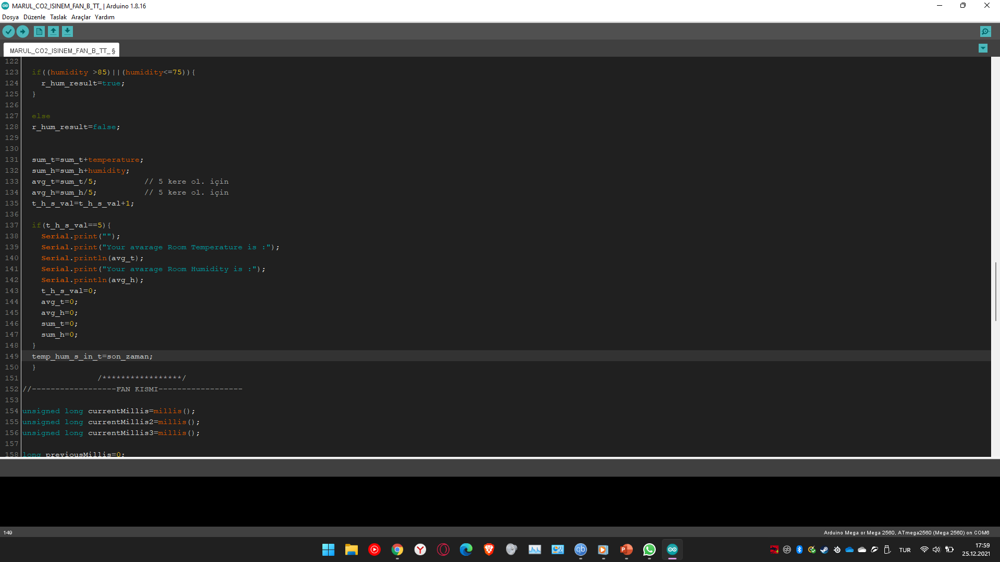 MARUL_CO2_ISINEM_FAN_B_TT_ | Arduino 1.8.16
Dosya Düzenle Taslak Araçlar Yardım
MARUL_CO2_ISINEM_FAN_B_TT_ §
122
123 if((humidity >85)||(humidity<=75)){
124 r_hum_result=true;
125 }
126
127 else
128 r_hum_result=false;
129
130
131 sum_t=sum_t+temperature;
132 sum_h=sum_h+humidity;
133 avg_t=sum_t/5; // 5 kere ol. için
134 avg_h=sum_h/5; // 5 kere ol. için
135 t_h_s_val=t_h_s_val+1;
136
137 if(t_h_s_val==5){
138 Serial.print("");
139 Serial.print("Your avarage Room Temperature is :");
140 Serial.println(avg_t);
141 Serial.print("Your avarage Room Humidity is :");
142 Serial.println(avg_h);
143 t_h_s_val=0;
144 avg_t=0;
145 avg_h=0;
146 sum_t=0;
147 sum_h=0;
148 }
149 temp_hum_s_in_t=son_zaman;
150 }
151 /*****************/
152 //------------------FAN KISMI------------------
153
154 unsigned long currentMillis=millis();
155 unsigned long currentMillis2=millis();
156 unsigned long currentMillis3=millis();
157
158 long previousMillis=0;
149
Arduino Mega or Mega 2560, ATmega2560 (Mega 2560) on COM6
TUR
17:59
25.12.2021